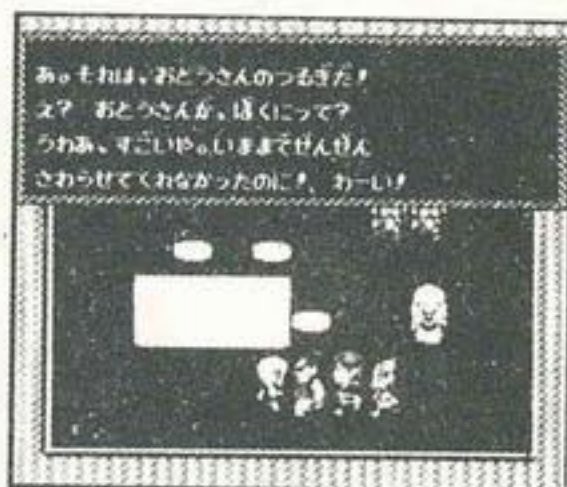 あ。それは、おとうさんのつるぎだ！
え？ おとうさんが、ぼくにって？
うわあ、すごいや。いままでぜんぜん
さわらせてくれなかったのに！、わーい！